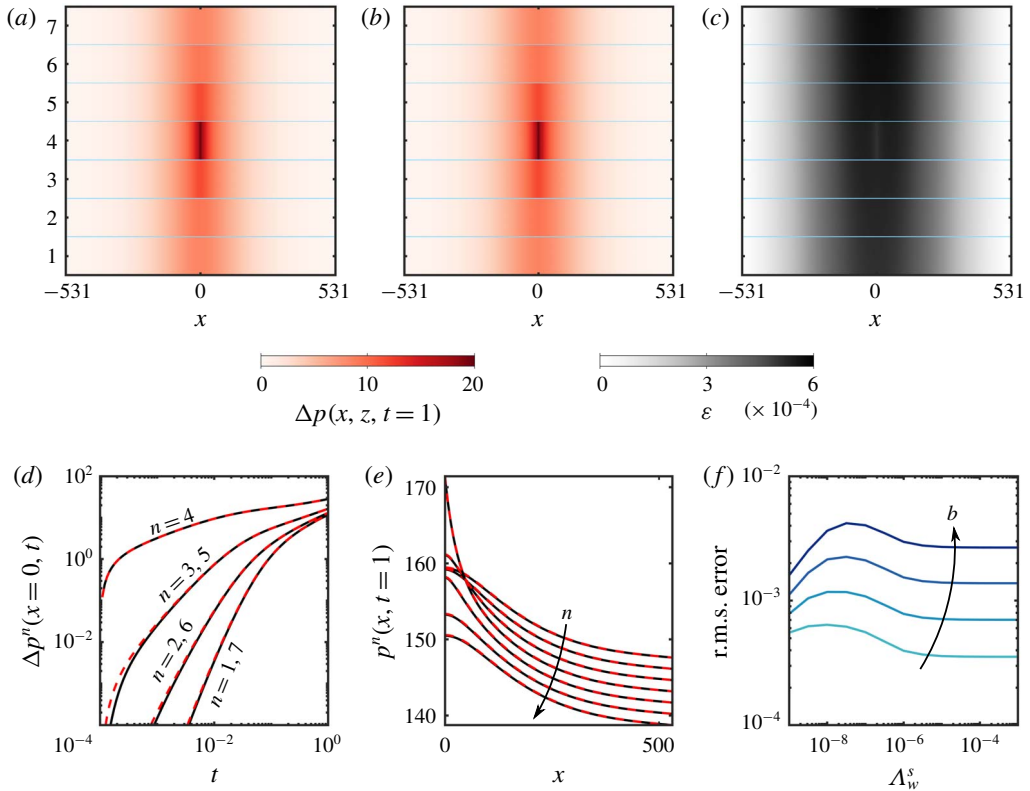 (a)
7
6
5
4
3
2
1
−531 0 531
x
(b)
−531 0 531
x
(c)
−531 0 531
x
0 10 20
Δp(x, z, t = 1)
0 3 6
ε (× 10⁻⁴)
(d)
10² 
10⁰
10⁻²
Δpⁿ(x = 0, t)
n = 4
n = 3, 5
n = 2, 6
n = 1, 7
10⁻⁴ 10⁻² 10⁰
t
(e)
170
160
150
140
pⁿ(x, t = 1)
n
0 500
x
(f)
10⁻²
10⁻³
10⁻⁴
r.m.s. error
b
10⁻⁸ 10⁻⁶ 10⁻⁴
Λₓˢ